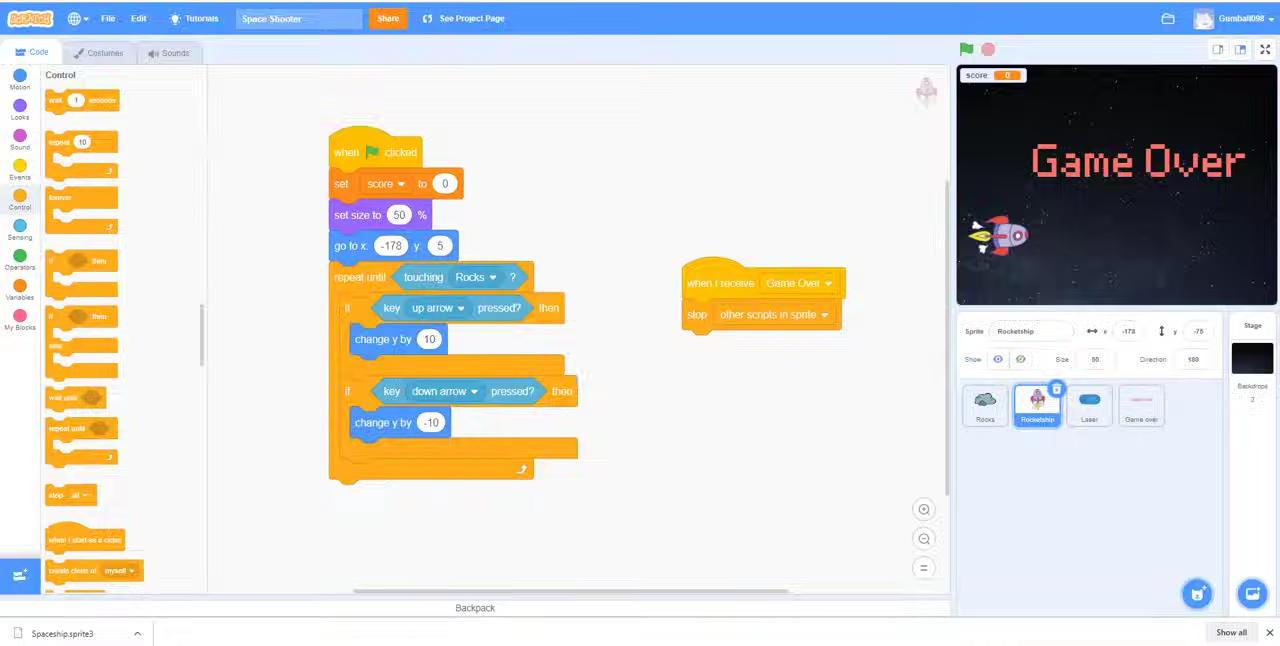 SCRATCH File Edit Tutorials Space Shooter Share See Project Page Gumball098
Code Costumes Sounds
Motion
Looks
Sound
Events
Control
Sensing
Operators
Variables
My Blocks
Control
wait 1 seconds
repeat 10
forever
if then
if then
else
wait until
repeat until
stop all
when I start as a clone
create clone of myself
when clicked
set score to 0
set size to 50 %
go to x: -178 y: 5
repeat until touching Rocks ?
if key up arrow pressed? then
change y by 10
if key down arrow pressed? then
change y by -10
when I receive Game Over
stop other scripts in sprite
score 0
Game Over
Sprite Rocketship x -178 y -75
Show Size 50 Direction 180
Rocks Rocketship Laser Game over
Stage
Backdrops
2
Backpack
Spaceship.sprite3 Show all